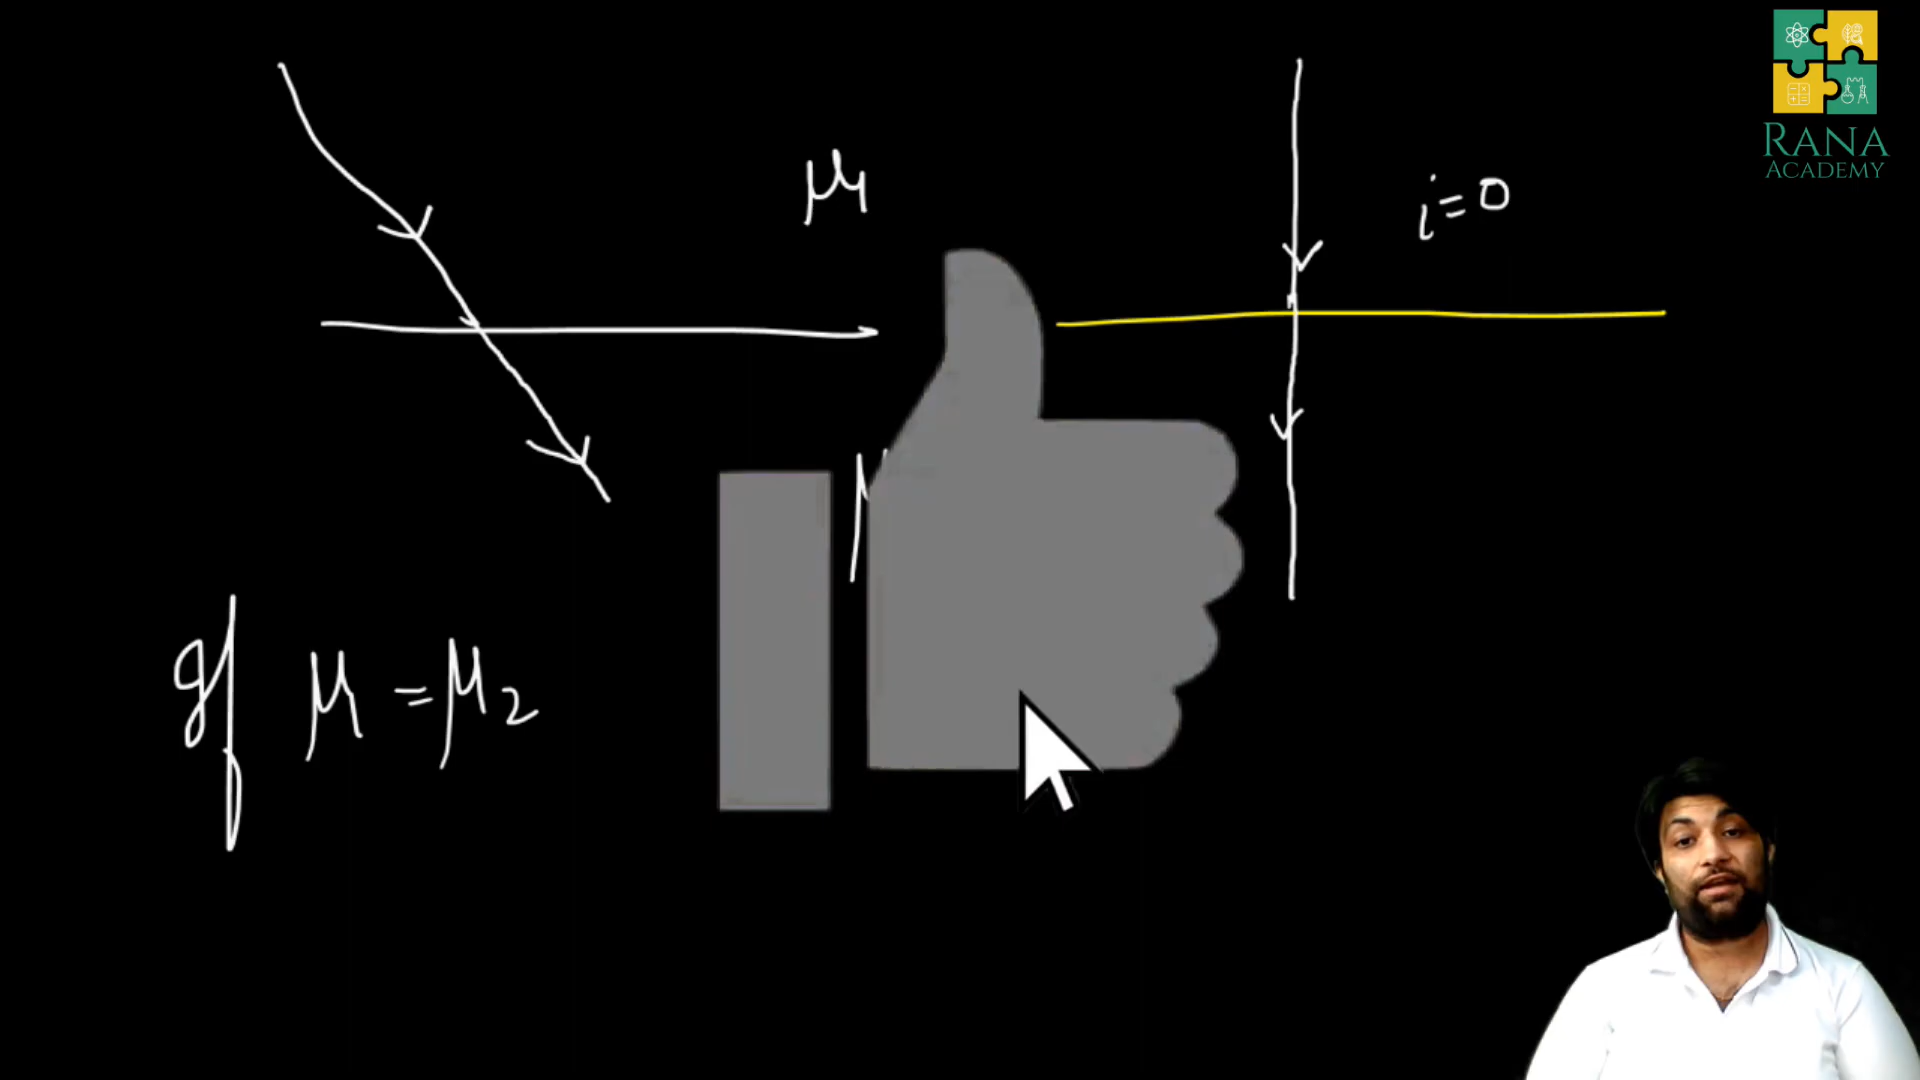 μ₁
i=0
RANA
ACADEMY
If μ₁ = μ₂